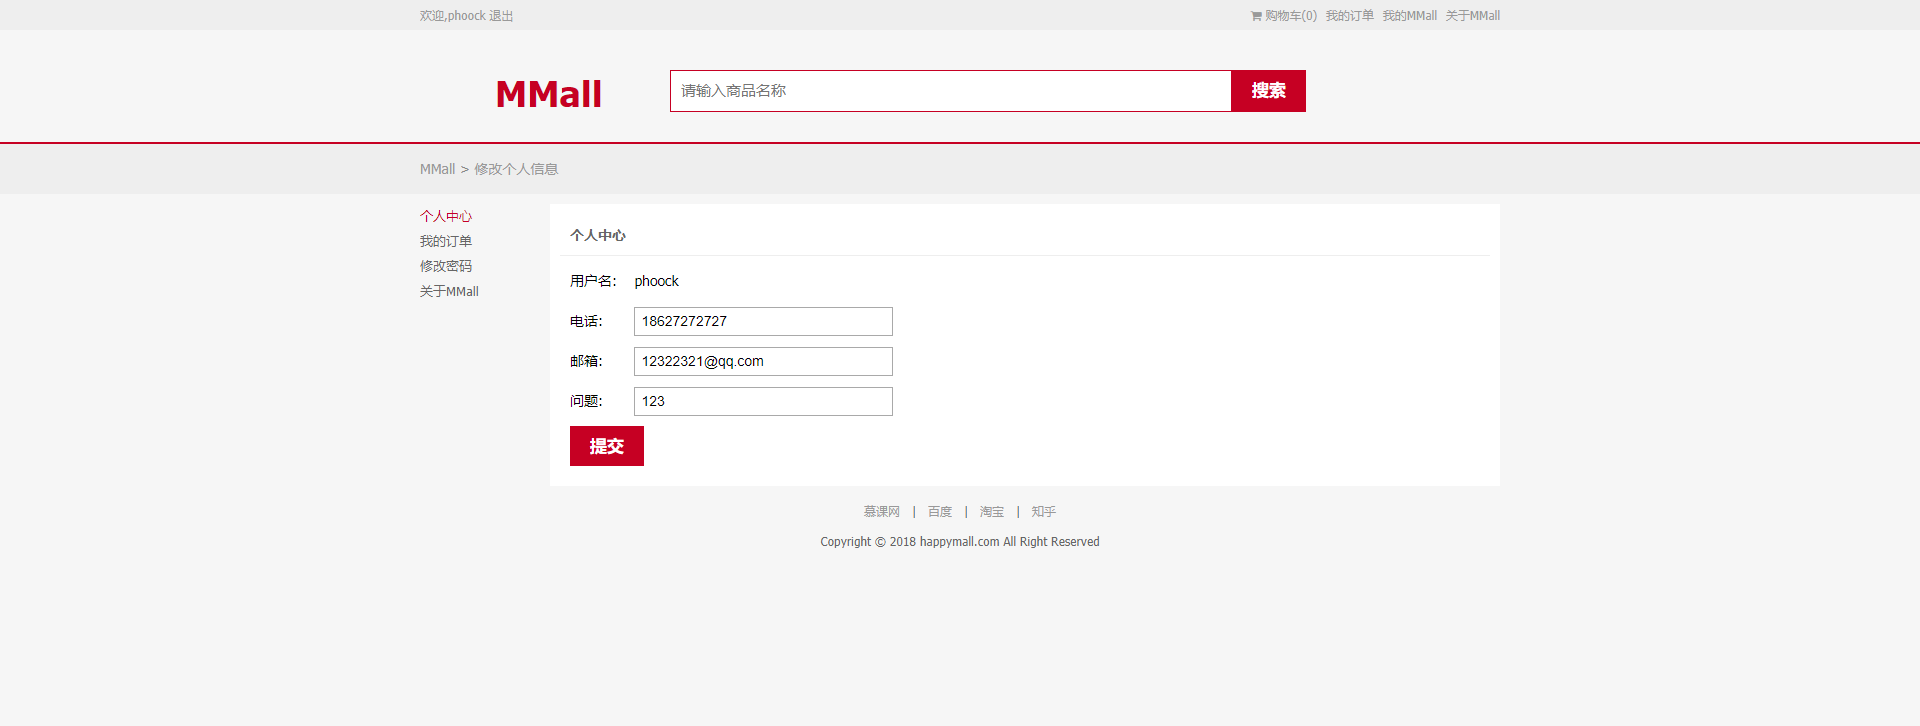 欢迎,phoock 退出
购物车(0) 我的订单 我的MMall 关于MMall
MMall
请输入商品名称
搜索
MMall > 修改个人信息
个人中心
我的订单
修改密码
关于MMall
个人中心
用户名: phoock
电话: 18627272727
邮箱: 12322321@qq.com
问题: 123
提交
慕课网 | 百度 | 淘宝 | 知乎
Copyright © 2018 happymall.com All Right Reserved